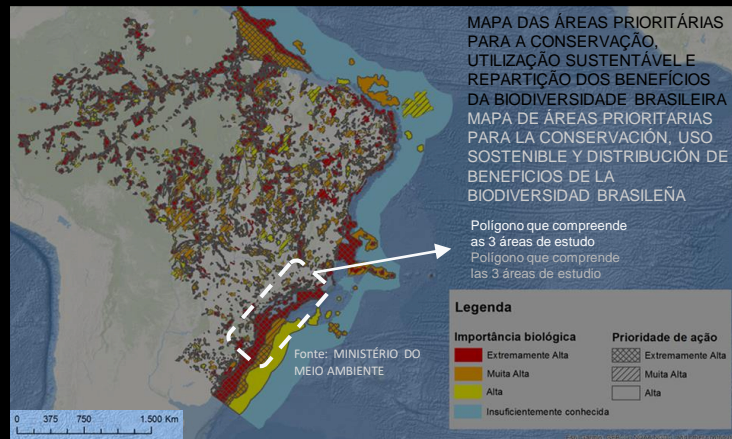 MAPA DAS ÁREAS PRIORITÁRIAS
PARA A CONSERVAÇÃO,
UTILIZAÇÃO SUSTENTÁVEL E
REPARTIÇÃO DOS BENEFÍCIOS
DA BIODIVERSIDADE BRASILEIRA
MAPA DE ÁREAS PRIORITARIAS
PARA LA CONSERVACIÓN, USO
SOSTENIBLE Y DISTRIBUCIÓN DE
BENEFICIOS DE LA
BIODIVERSIDAD BRASILEÑA
Polígono que compreende
as 3 áreas de estudo
Polígono que comprende
las 3 áreas de estudio
Fonte: MINISTÉRIO DO
MEIO AMBIENTE
Legenda
Importância biológica
Extremamente Alta
Muita Alta
Alta
Insuficientemente conhecida
Prioridade de ação
Extremamente Alta
Muita Alta
Alta
0 375 750 1.500 Km